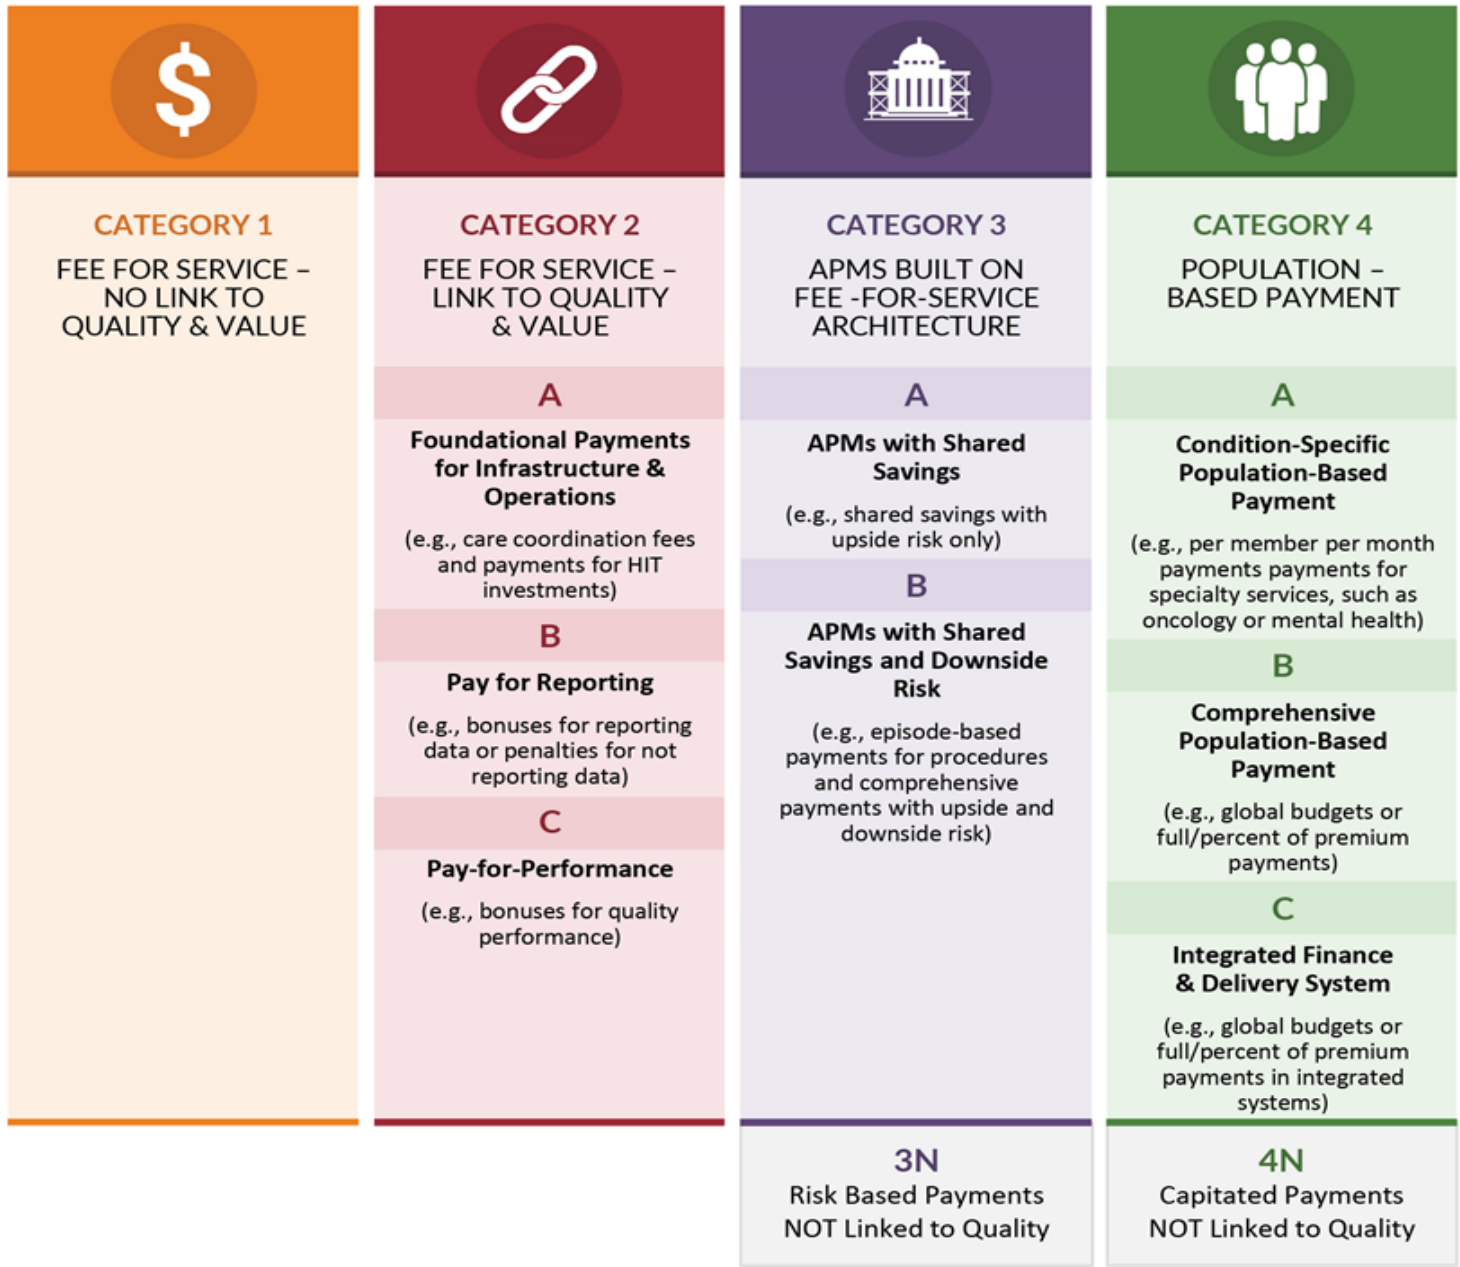 $
CATEGORY 1
FEE FOR SERVICE –
NO LINK TO
QUALITY & VALUE
CATEGORY 2
FEE FOR SERVICE –
LINK TO QUALITY
& VALUE
A
Foundational Payments
for Infrastructure &
Operations
(e.g., care coordination fees
and payments for HIT
investments)
B
Pay for Reporting
(e.g., bonuses for reporting
data or penalties for not
reporting data)
C
Pay-for-Performance
(e.g., bonuses for quality
performance)
CATEGORY 3
APMS BUILT ON
FEE -FOR-SERVICE
ARCHITECTURE
A
APMs with Shared
Savings
(e.g., shared savings with
upside risk only)
B
APMs with Shared
Savings and Downside
Risk
(e.g., episode-based
payments for procedures
and comprehensive
payments with upside and
downside risk)
3N
Risk Based Payments
NOT Linked to Quality
CATEGORY 4
POPULATION –
BASED PAYMENT
A
Condition-Specific
Population-Based
Payment
(e.g., per member per month
payments payments for
specialty services, such as
oncology or mental health)
B
Comprehensive
Population-Based
Payment
(e.g., global budgets or
full/percent of premium
payments)
C
Integrated Finance
& Delivery System
(e.g., global budgets or
full/percent of premium
payments in integrated
systems)
4N
Capitated Payments
NOT Linked to Quality